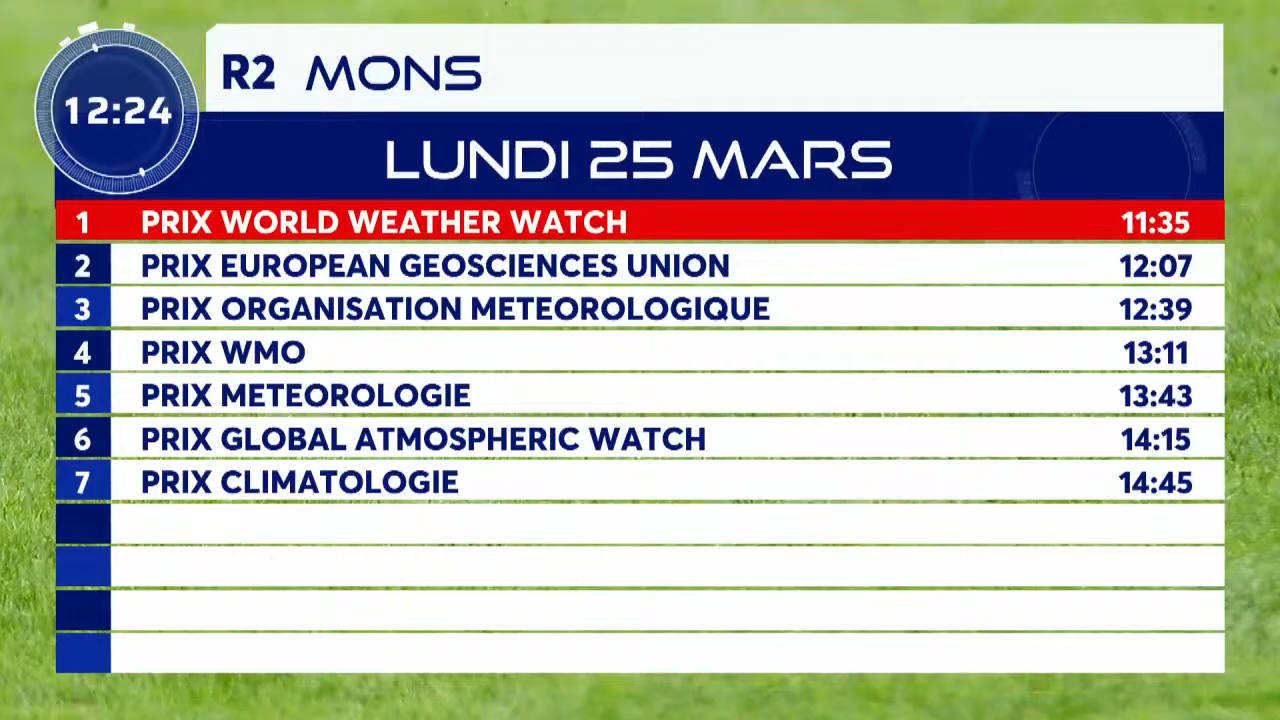 12:24
R2 MONS
LUNDI 25 MARS
1 PRIX WORLD WEATHER WATCH 11:35
2 PRIX EUROPEAN GEOSCIENCES UNION 12:07
3 PRIX ORGANISATION METEOROLOGIQUE 12:39
4 PRIX WMO 13:11
5 PRIX METEOROLOGIE 13:43
6 PRIX GLOBAL ATMOSPHERIC WATCH 14:15
7 PRIX CLIMATOLOGIE 14:45